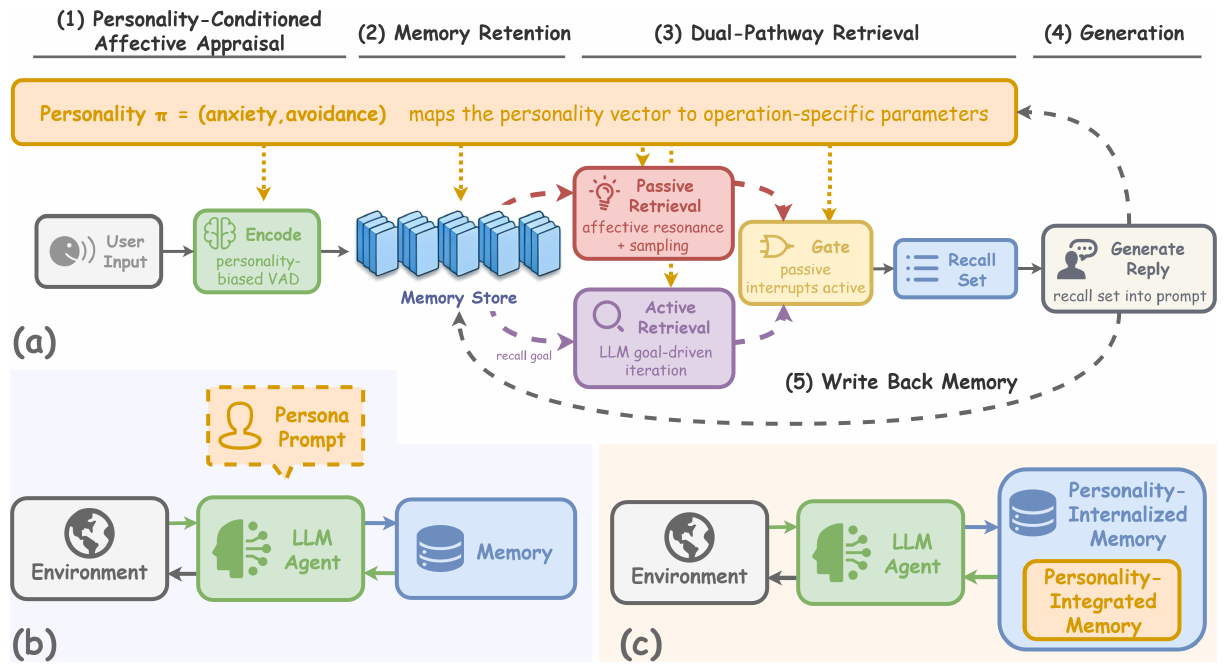 (1) Personality-Conditioned
Affective Appraisal
(2) Memory Retention
(3) Dual-Pathway Retrieval
(4) Generation
Personality π = (anxiety,avoidance) maps the personality vector to operation-specific parameters
User
Input
Encode
personality-
biased VAD
Memory Store
Passive
Retrieval
affective resonance
+ sampling
Active
Retrieval
LLM goal-driven
iteration
recall goal
Gate
passive
interrupts active
Recall
Set
Generate
Reply
recall set into prompt
(5) Write Back Memory
(a)
Persona
Prompt
Environment
LLM
Agent
Memory
(b)
Environment
LLM
Agent
Personality-
Internalized
Memory
Personality-
Integrated
Memory
(c)